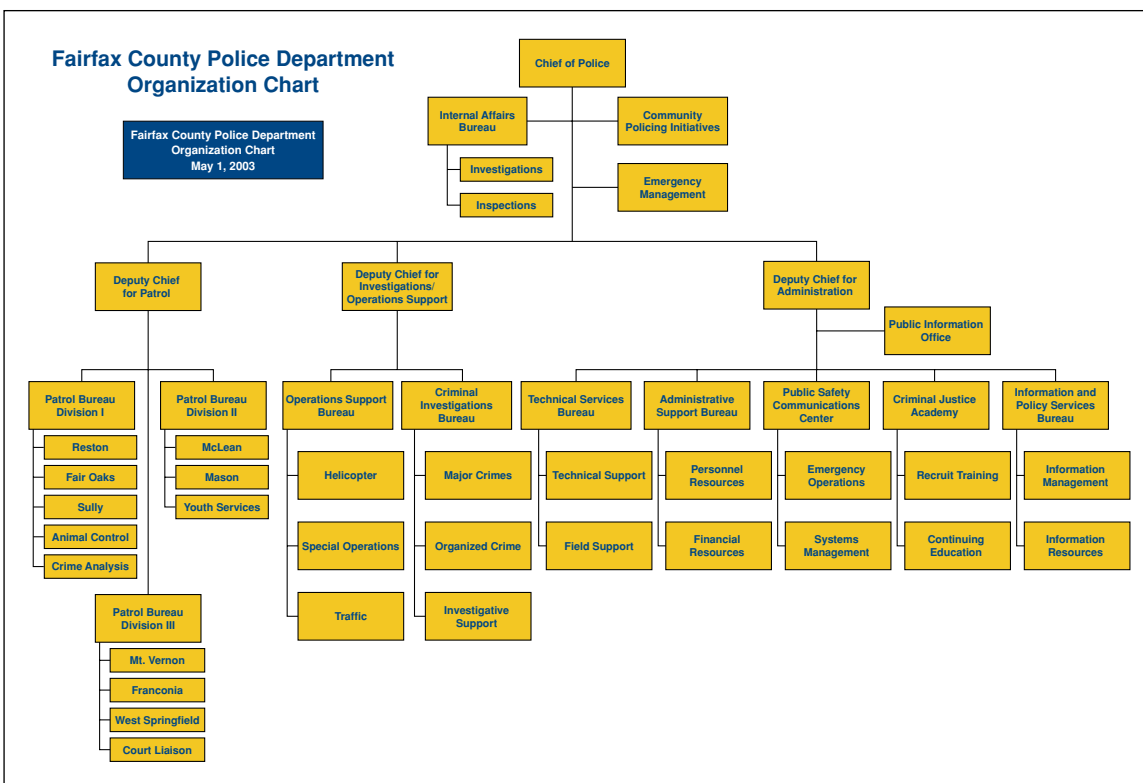 Fairfax County Police Department
Organization Chart
Fairfax County Police Department
Organization Chart
May 1, 2003
Chief of Police
Internal Affairs
Bureau
Community
Policing Initiatives
Investigations
Inspections
Emergency
Management
Deputy Chief
for Patrol
Deputy Chief for
Investigations/
Operations Support
Deputy Chief for
Administration
Public Information
Office
Patrol Bureau
Division I
Reston
Fair Oaks
Sully
Animal Control
Crime Analysis
Patrol Bureau
Division II
McLean
Mason
Youth Services
Patrol Bureau
Division III
Mt. Vernon
Franconia
West Springfield
Court Liaison
Operations Support
Bureau
Helicopter
Special Operations
Traffic
Criminal
Investigations
Bureau
Major Crimes
Organized Crime
Investigative
Support
Technical Services
Bureau
Technical Support
Field Support
Administrative
Support Bureau
Personnel
Resources
Financial
Resources
Public Safety
Communications
Center
Emergency
Operations
Systems
Management
Criminal Justice
Academy
Recruit Training
Continuing
Education
Information and
Policy Services
Bureau
Information
Management
Information
Resources